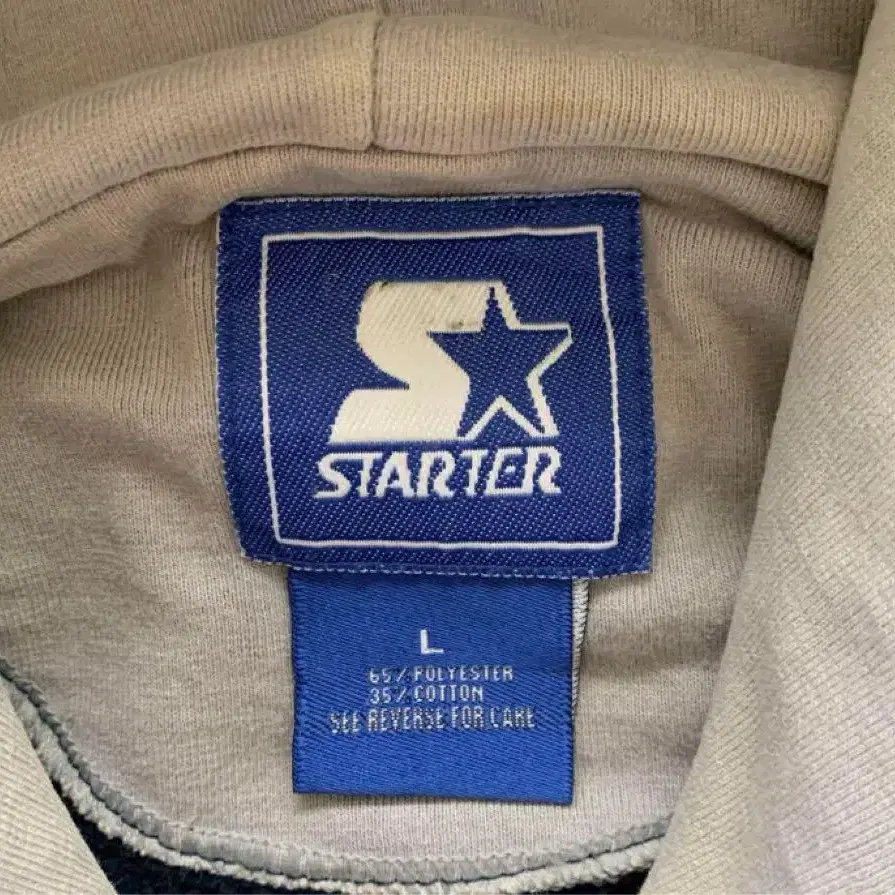 STARTER
L
65% POLYESTER
35% COTTON
SEE REVERSE FOR CARE